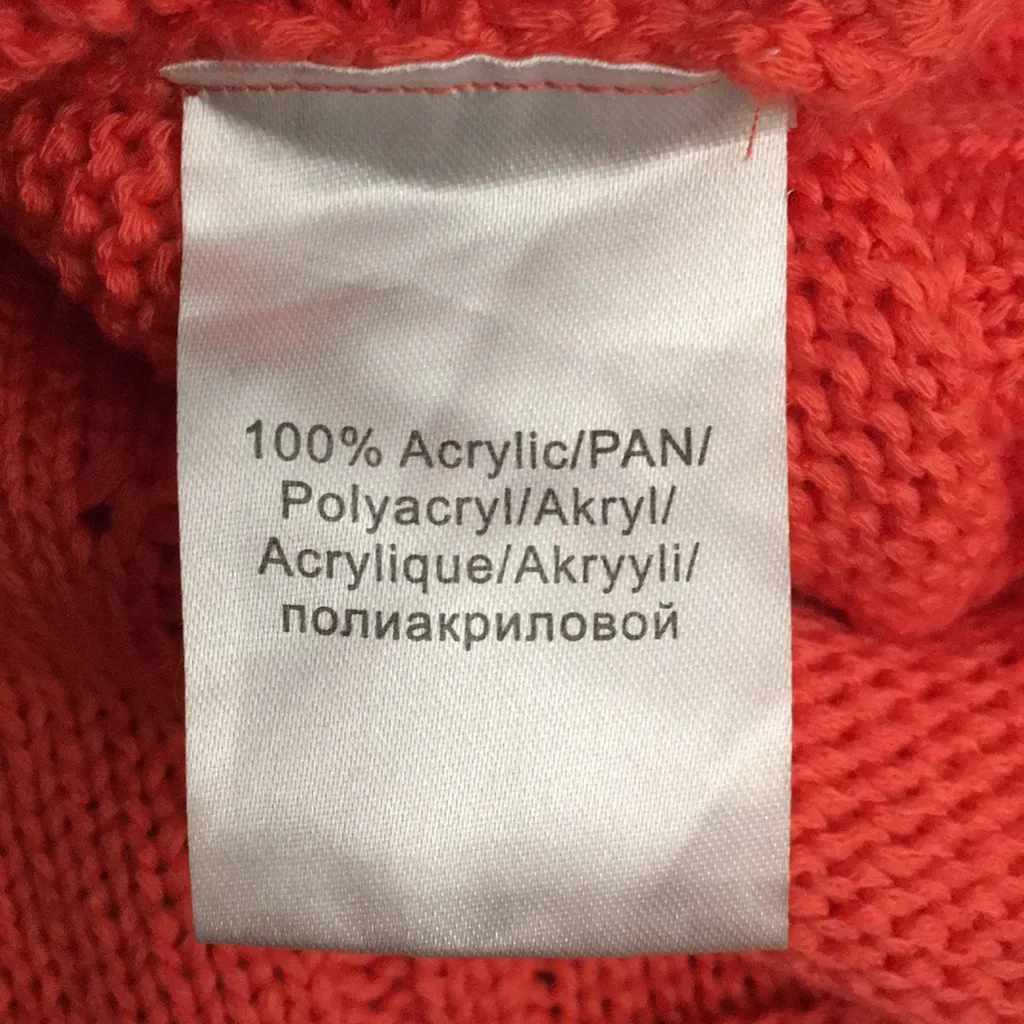 100% Acrylic/PAN/
Polyacryl/Akryl/
Acrylique/Akryyli/
полиакриловой